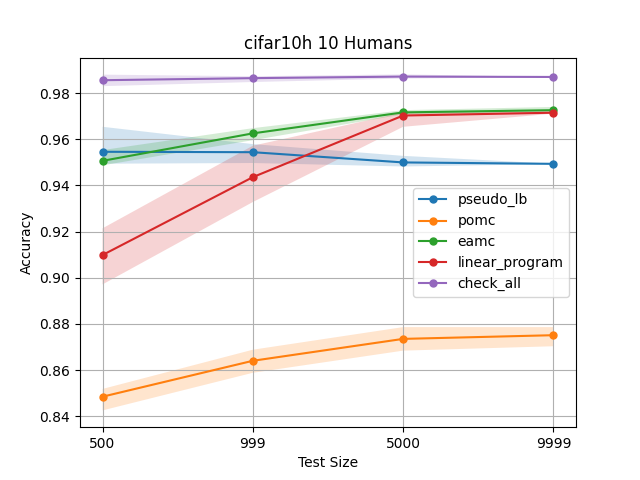 cifar10h 10 Humans
0.98
0.96
0.94
0.92
0.90
0.88
0.86
0.84
Accuracy
pseudo_lb
pomc
eamc
linear_program
check_all
500 999 5000 9999
Test Size